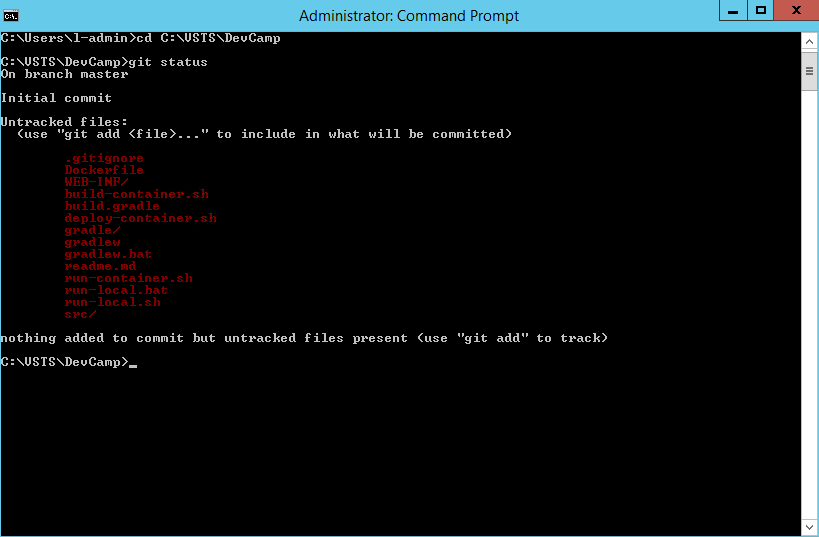 Administrator: Command Prompt
C:\Users\l-admin>cd C:\VSTS\DevCamp
C:\VSTS\DevCamp>git status
On branch master
Initial commit
Untracked files:
(use "git add <file>..." to include in what will be committed)
.gitignore
Dockerfile
WEB-INF/
build-container.sh
build.gradle
deploy-container.sh
gradle/
gradlew
gradlew.bat
readme.md
run-container.sh
run-local.bat
run-local.sh
src/
nothing added to commit but untracked files present (use "git add" to track)
C:\VSTS\DevCamp>